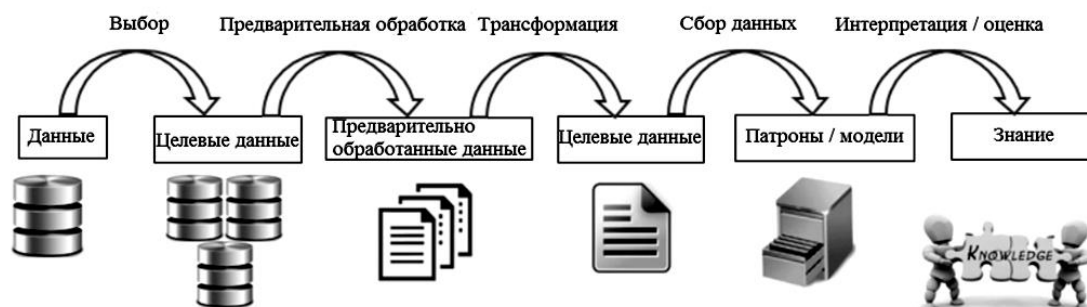 Выбор
Предварительная обработка
Трансформация
Сбор данных
Интерпретация / оценка
Данные
Целевые данные
Предварительно
обработанные данные
Целевые данные
Патроны / модели
Знание
KNOWLEDGE